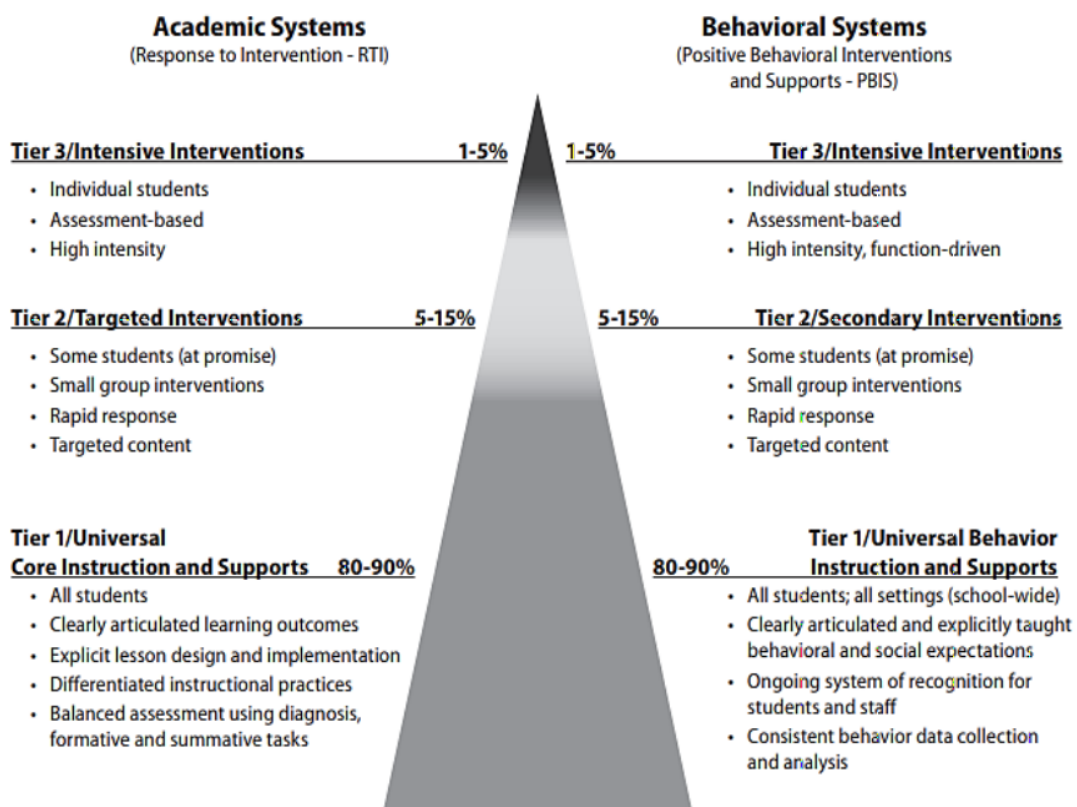 Academic Systems
(Response to Intervention - RTI)
Behavioral Systems
(Positive Behavioral Interventions
and Supports - PBIS)
Tier 3/Intensive Interventions 1-5%
• Individual students
• Assessment-based
• High intensity
1-5% Tier 3/Intensive Interventions
• Individual students
• Assessment-based
• High intensity, function-driven
Tier 2/Targeted Interventions 5-15%
• Some students (at promise)
• Small group interventions
• Rapid response
• Targeted content
5-15% Tier 2/Secondary Interventions
• Some students (at promise)
• Small group interventions
• Rapid response
• Targeted content
Tier 1/Universal
Core Instruction and Supports 80-90%
• All students
• Clearly articulated learning outcomes
• Explicit lesson design and implementation
• Differentiated instructional practices
• Balanced assessment using diagnosis,
formative and summative tasks
Tier 1/Universal Behavior
80-90% Instruction and Supports
• All students; all settings (school-wide)
• Clearly articulated and explicitly taught
behavioral and social expectations
• Ongoing system of recognition for
students and staff
• Consistent behavior data collection
and analysis